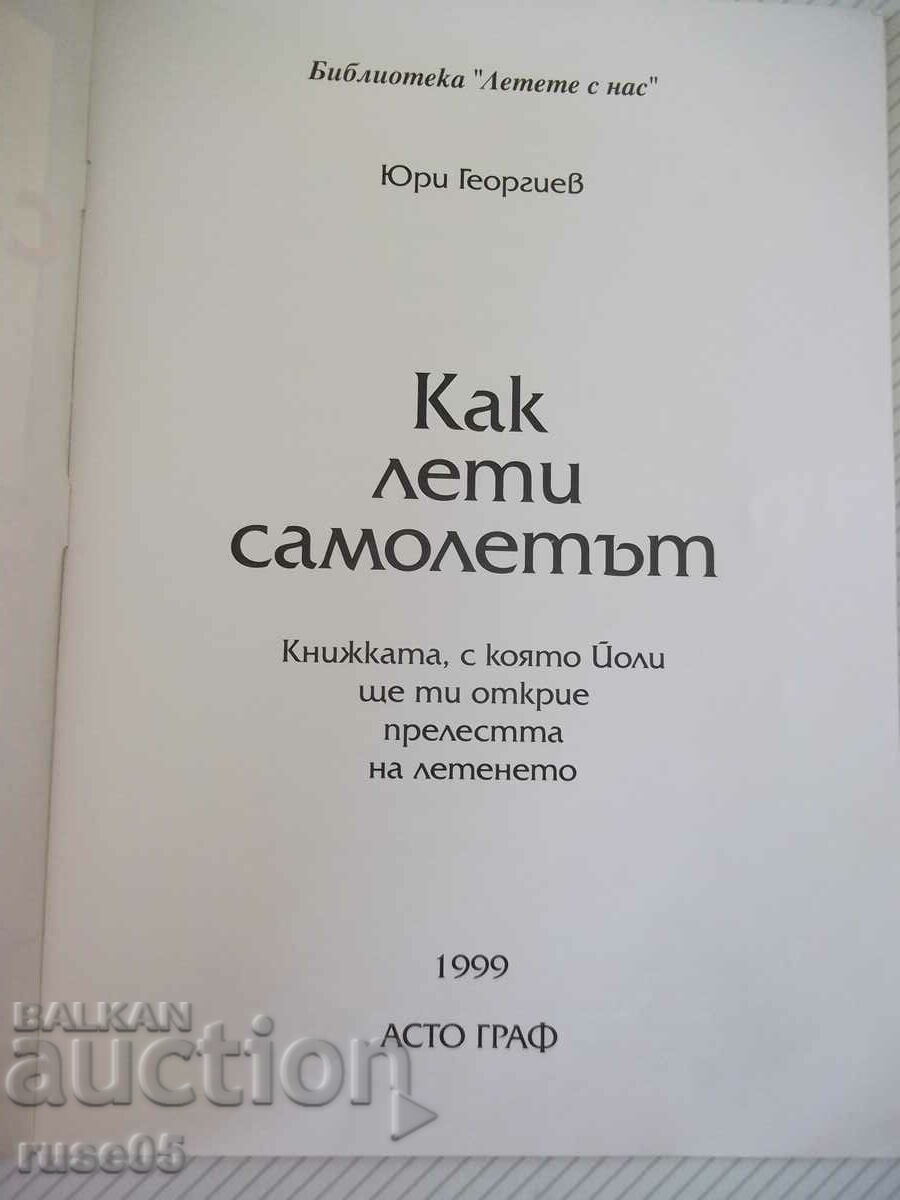 Библиотека "Летете с нас"
Юри Георгиев
Как
лети
самолетът
Книжката, с която Йоли
ще ти открие
прелестта
на летенето
1999
АСТО ГРАФ
BALKAN
auction
ruse05